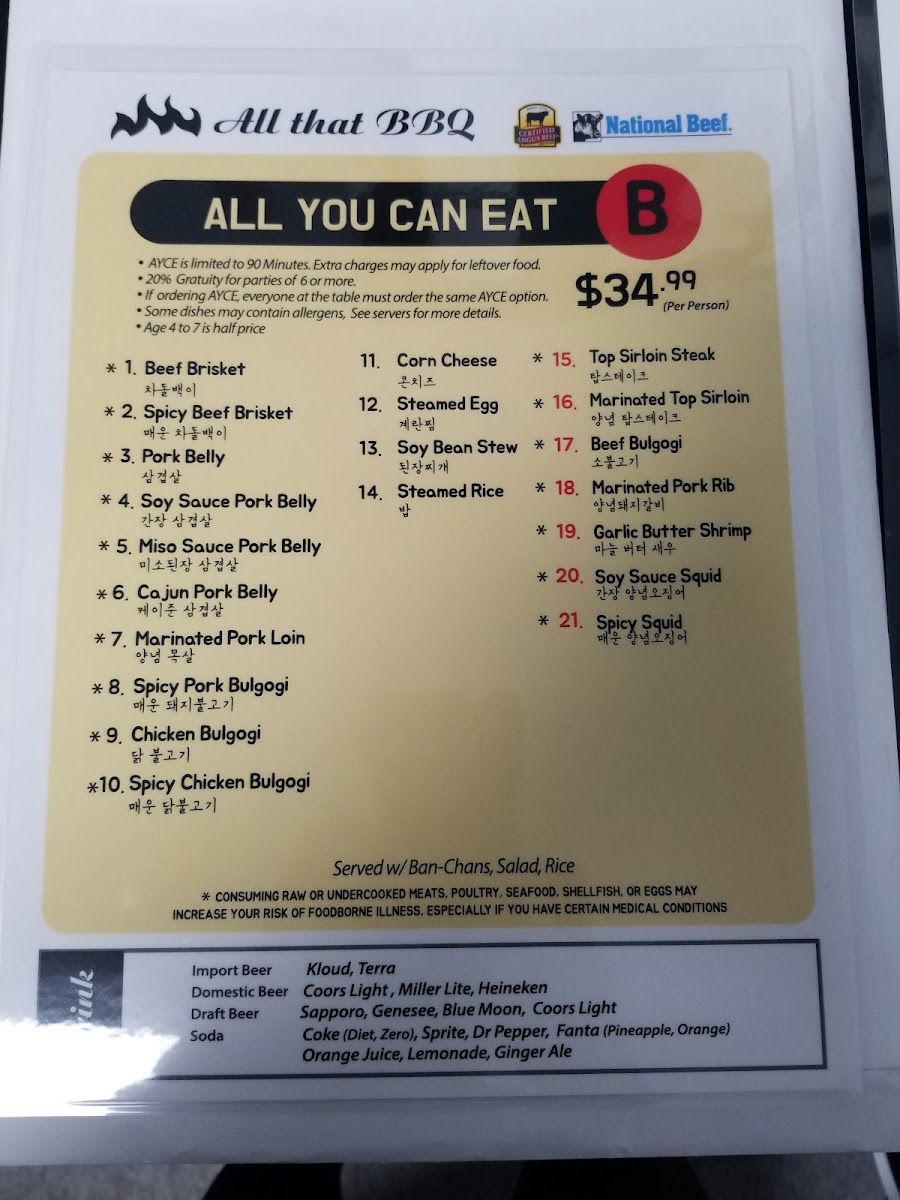 All that BBQ
CERTIFIED
ANGUS BEEF
National Beef.
ALL YOU CAN EAT B
• AYCE is limited to 90 Minutes. Extra charges may apply for leftover food.
• 20% Gratuity for parties of 6 or more.
• If ordering AYCE, everyone at the table must order the same AYCE option.
• Some dishes may contain allergens, See servers for more details.
• Age 4 to 7 is half price
$34.99
(Per Person)
* 1. Beef Brisket
차돌백이
* 2. Spicy Beef Brisket
매운 차돌백이
* 3. Pork Belly
삼겹살
* 4. Soy Sauce Pork Belly
간장 삼겹살
* 5. Miso Sauce Pork Belly
미소된장 삼겹살
* 6. Cajun Pork Belly
케이준 삼겹살
* 7. Marinated Pork Loin
양념 목살
* 8. Spicy Pork Bulgogi
매운 돼지불고기
* 9. Chicken Bulgogi
닭 불고기
*10. Spicy Chicken Bulgogi
매운 닭불고기
11. Corn Cheese
콘치즈
12. Steamed Egg
계란찜
13. Soy Bean Stew
된장찌개
14. Steamed Rice
밥
* 15. Top Sirloin Steak
탑스테이크
* 16. Marinated Top Sirloin
양념 탑스테이크
* 17. Beef Bulgogi
소불고기
* 18. Marinated Pork Rib
양념돼지갈비
* 19. Garlic Butter Shrimp
마늘 버터 새우
* 20. Soy Sauce Squid
간장 양념오징어
* 21. Spicy Squid
매운 양념오징어
Served w/ Ban-Chans, Salad, Rice
* CONSUMING RAW OR UNDERCOOKED MEATS, POULTRY, SEAFOOD, SHELLFISH, OR EGGS MAY
INCREASE YOUR RISK OF FOODBORNE ILLNESS, ESPECIALLY IF YOU HAVE CERTAIN MEDICAL CONDITIONS
Import Beer Kloud, Terra
Domestic Beer Coors Light , Miller Lite, Heineken
Draft Beer Sapporo, Genesee, Blue Moon, Coors Light
Soda Coke (Diet, Zero), Sprite, Dr Pepper, Fanta (Pineapple, Orange)
Orange Juice, Lemonade, Ginger Ale